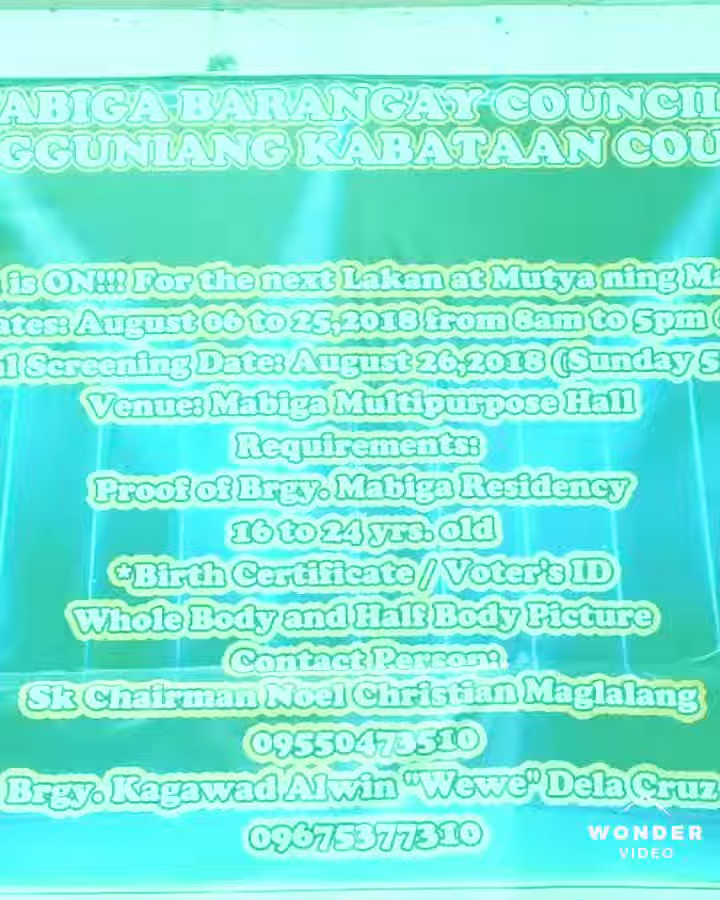 ABIGA BARANGAY COUNCIL
GGUNIANG KABATAAN COU
is ON!!! For the next Lakan at Mutya ning Ma
ates: August 06 to 25,2018 from 8am to 5pm (
al Screening Date: August 26,2018 (Sunday 5
Venue: Mabiga Multipurpose Hall
Requirements:
Proof of Brgy. Mabiga Residency
16 to 24 yrs. old
*Birth Certificate / Voter's ID
Whole Body and Half Body Picture
Contact Person:
Sk Chairman Noel Christian Maglalang
09550473510
Brgy. Kagawad Alwin "Wewe" Dela Cruz
09675377310
WONDER
VIDEO